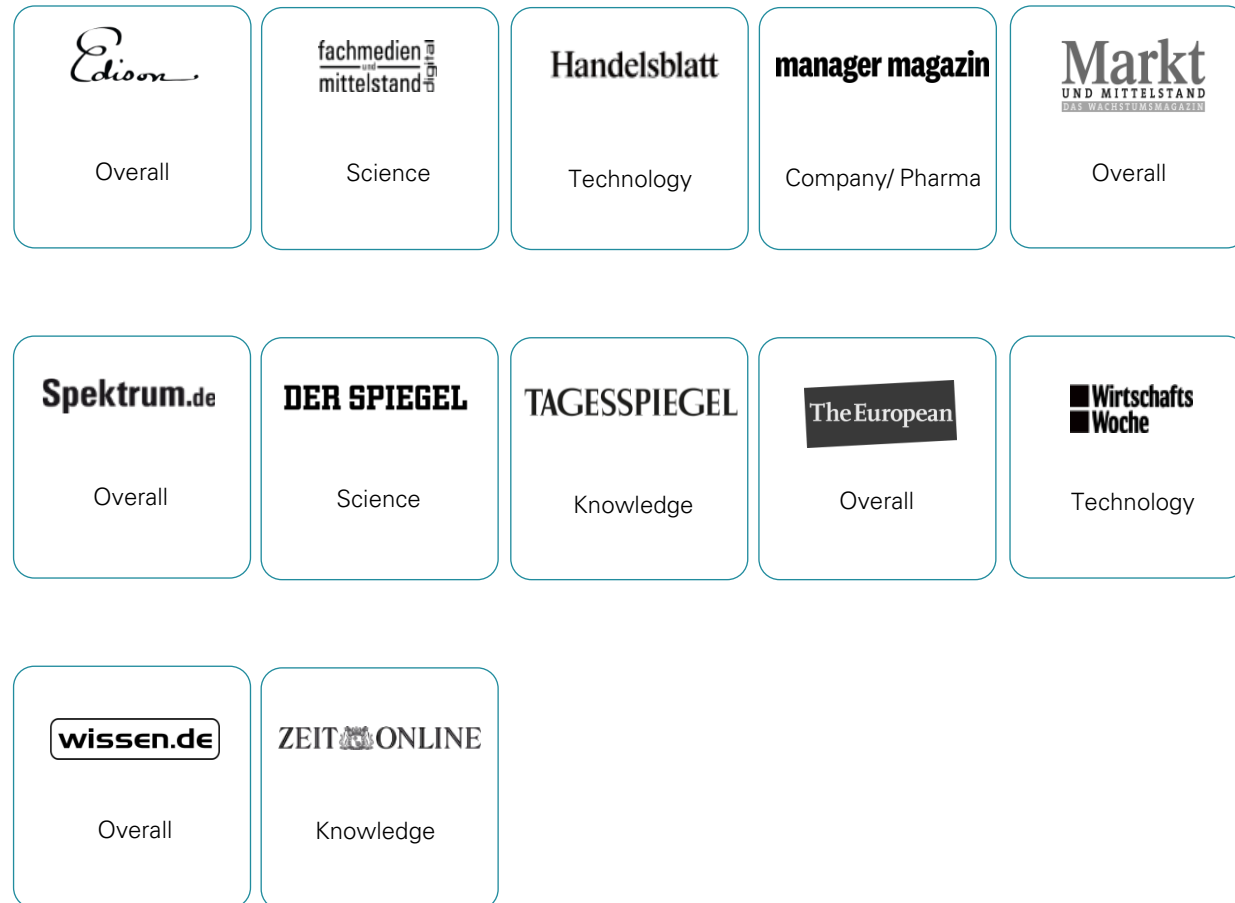 Edison.
fachmedien
und
mittelstand
digital
Handelsblatt
manager magazin
Markt
UND MITTELSTAND
DAS WACHSTUMSMAGAZIN
Overall
Science
Technology
Company/ Pharma
Overall
Spektrum.de
DER SPIEGEL
TAGESSPIEGEL
The European
Wirtschafts
Woche
Overall
Science
Knowledge
Overall
Technology
wissen.de
ZEIT ONLINE
Overall
Knowledge